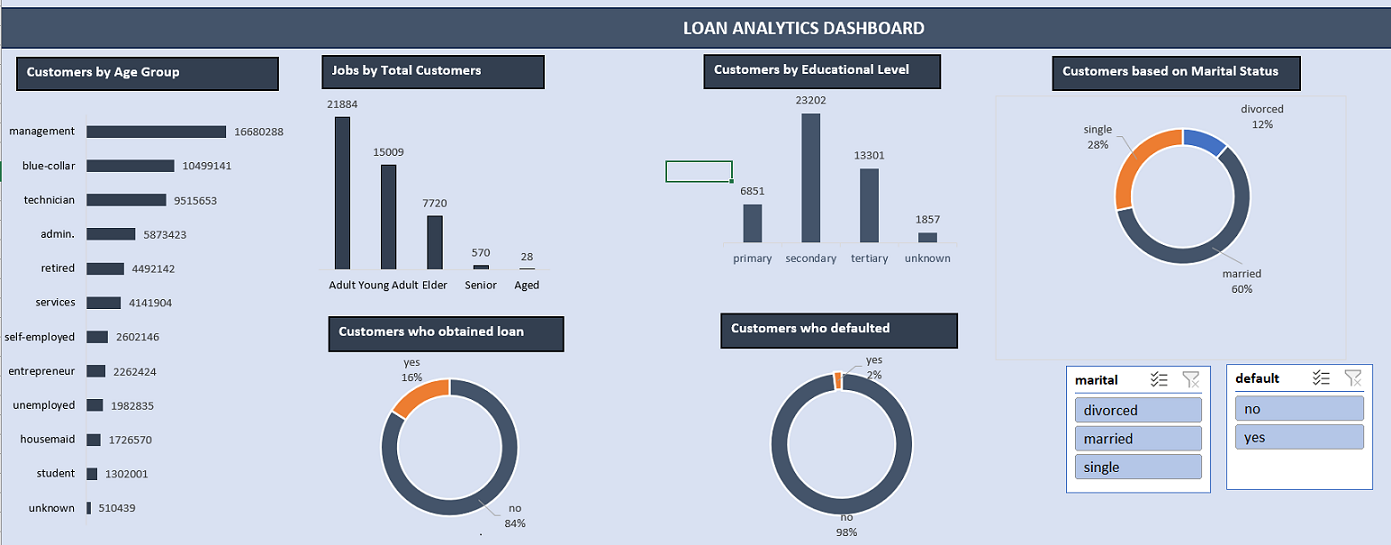 LOAN ANALYTICS DASHBOARD
Customers by Age Group
management 16680288
blue-collar 10499141
technician 9515653
admin. 5873423
retired 4492142
services 4141904
self-employed 2602146
entrepreneur 2262424
unemployed 1982835
housemaid 1726570
student 1302001
unknown 510439
Jobs by Total Customers
21884
15009
7720
570
28
Adult Young Adult Elder Senior Aged
Customers by Educational Level
6851
23202
13301
1857
primary secondary tertiary unknown
Customers based on Marital Status
divorced
12%
single
28%
married
60%
Customers who obtained loan
yes
16%
no
84%
Customers who defaulted
yes
2%
no
98%
marital
divorced
married
single
default
no
yes